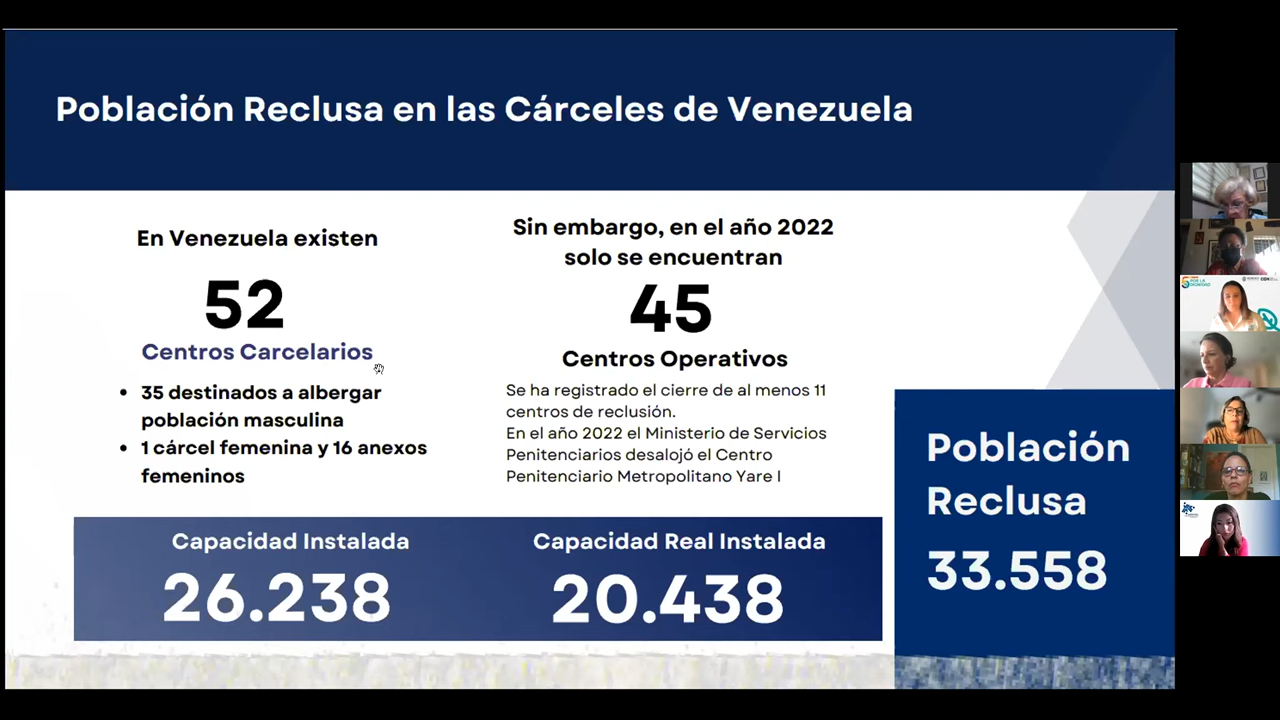 Población Reclusa en las Cárceles de Venezuela
En Venezuela existen
52
Centros Carcelarios
• 35 destinados a albergar
población masculina
• 1 cárcel femenina y 16 anexos
femeninos
Sin embargo, en el año 2022
solo se encuentran
45
Centros Operativos
Se ha registrado el cierre de al menos 11
centros de reclusión.
En el año 2022 el Ministerio de Servicios
Penitenciarios desalojó el Centro
Penitenciario Metropolitano Yare I
Capacidad Instalada
26.238
Capacidad Real Instalada
20.438
Población
Reclusa
33.558